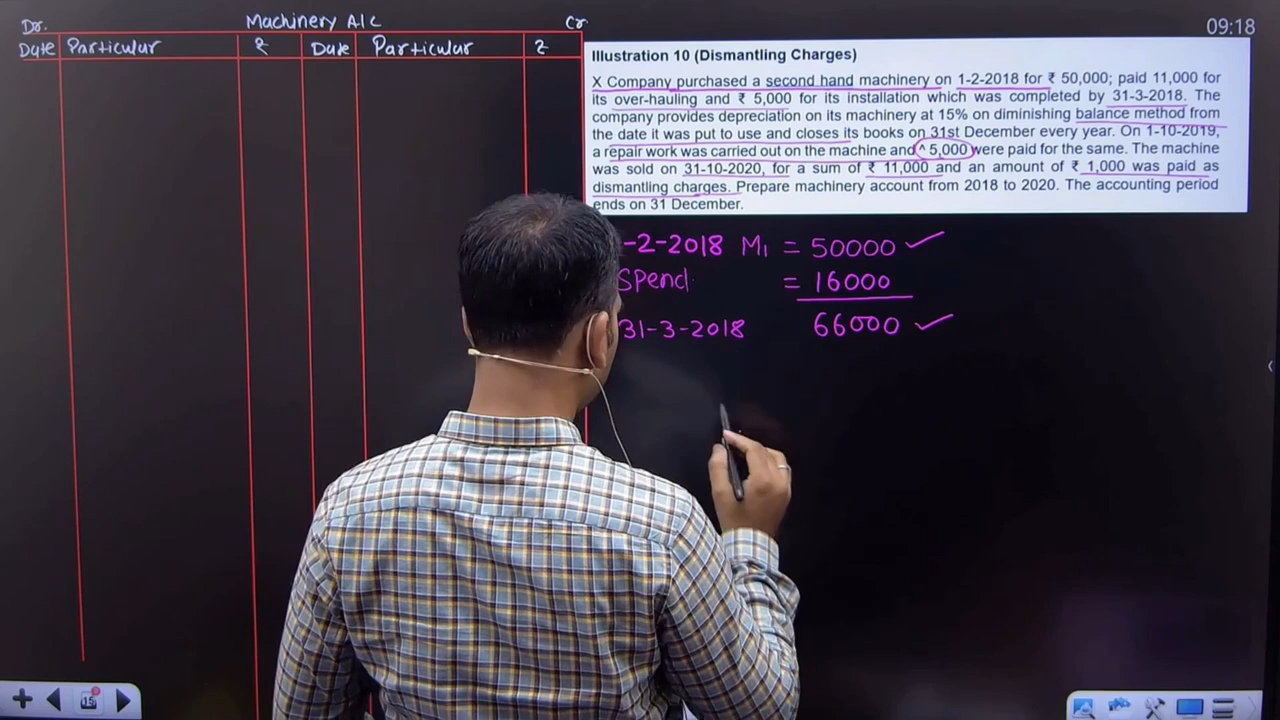 Dr. Machinery A/C Cr.
Date Particular ₹ Date Particular ₹
09:18
Illustration 10 (Dismantling Charges)
X Company purchased a second hand machinery on 1-2-2018 for ₹ 50,000; paid 11,000 for
its over-hauling and ₹ 5,000 for its installation which was completed by 31-3-2018. The
company provides depreciation on its machinery at 15% on diminishing balance method from
the date it was put to use and closes its books on 31st December every year. On 1-10-2019,
a repair work was carried out on the machine and ^ 5,000 were paid for the same. The machine
was sold on 31-10-2020, for a sum of ₹ 11,000 and an amount of ₹ 1,000 was paid as
dismantling charges. Prepare machinery account from 2018 to 2020. The accounting period
ends on 31 December.
-2-2018 M1 = 50000
Spend = 16000
31-3-2018 66000
15